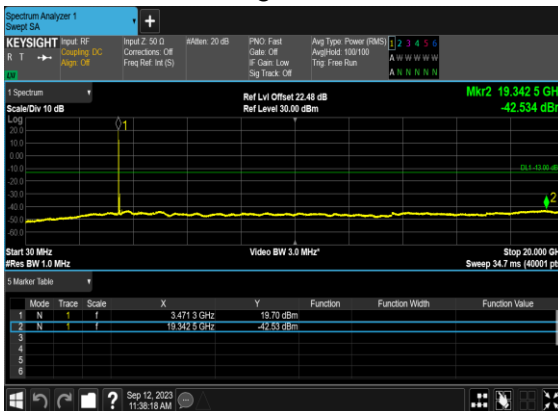 Spectrum Analyzer 1
Swept SA
+
KEYSIGHT
R T
LV
Input: RF
Coupling: DC
Align: Off
Input Z: 50 Ω
Corrections: Off
Freq Ref: Int (S)
#Atten: 20 dB
PNO: Fast
Gate: Off
IF Gain: Low
Sig Track: Off
Avg Type: Power (RMS)
Avg|Hold: 100/100
Trig: Free Run
1 2 3 4 5 6
A W W W W W
A N N N N N
1 Spectrum
Scale/Div 10 dB
Ref Lvl Offset 22.48 dB
Ref Level 30.00 dBm
Mkr2 19.342 5 GH
-42.534 dBm
Log
1
20.0
10.0
0.00
-10.0
DL1 -13.00 dB
-20.0
-30.0
2
-40.0
-50.0
-60.0
Start 30 MHz
#Res BW 1.0 MHz
Video BW 3.0 MHz*
Stop 20.000 GH
Sweep 34.7 ms (40001 pt
5 Marker Table
Mode Trace Scale X Y Function Function Width Function Value
1 N 1 f 3.471 3 GHz 19.70 dBm
2 N 1 f 19.342 5 GHz -42.53 dBm
3
4
5
6
?
Sep 12, 2023
11:36:18 AM